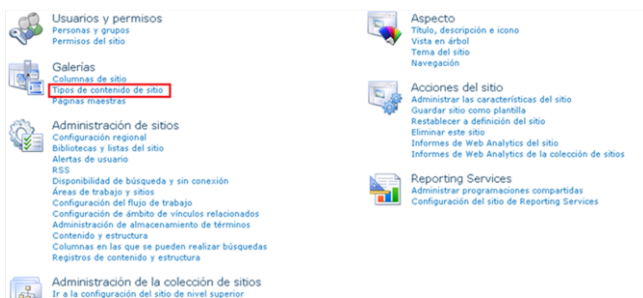 Usuarios y permisos
Personas y grupos
Permisos del sitio
Galerías
Columnas de sitio
Tipos de contenido de sitio
Páginas maestras
Administración de sitios
Configuración regional
Bibliotecas y listas del sitio
Alertas de usuario
RSS
Disponibilidad de búsqueda y sin conexión
Áreas de trabajo y sitios
Configuración del flujo de trabajo
Configuración de ámbito de vínculos relacionados
Administración de almacenamiento de términos
Contenido y estructura
Columnas en las que se pueden realizar búsquedas
Registros de contenido y estructura
Administración de la colección de sitios
Ir a la configuración del sitio de nivel superior
Aspecto
Título, descripción e icono
Vista en árbol
Tema del sitio
Navegación
Acciones del sitio
Administrar las características del sitio
Guardar sitio como plantilla
Restablecer a definición del sitio
Eliminar este sitio
Informes de Web Analytics del sitio
Informes de Web Analytics de la colección de sitios
Reporting Services
Administrar programaciones compartidas
Configuración del sitio de Reporting Services